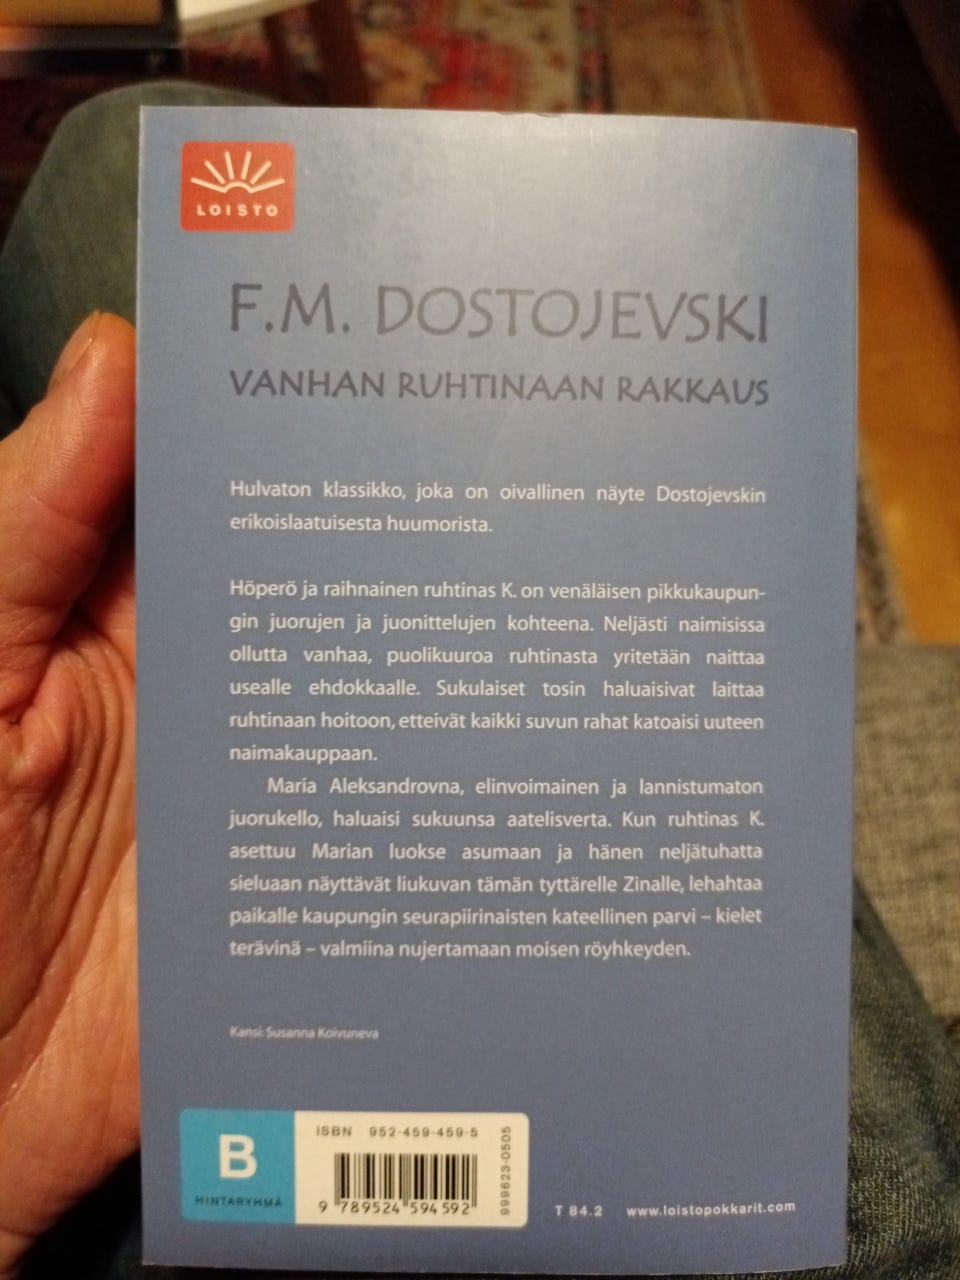 LOISTO
F.M. DOSTOJEVSKI
VANHAN RUHTINAAN RAKKAUS
Hulvaton klassikko, joka on oivallinen näyte Dostojevskin
erikoislaatuisesta huumorista.
Höperö ja raihnainen ruhtinas K. on venäläisen pikkukaupun-
gin juorujen ja juonittelujen kohteena. Neljästi naimisissa
ollutta vanhaa, puolikuuroa ruhtinasta yritetään naittaa
usealle ehdokkaalle. Sukulaiset tosin haluaisivat laittaa
ruhtinaan hoitoon, etteivät kaikki suvun rahat katoaisi uuteen
naimakauppaan.
Maria Aleksandrovna, elinvoimainen ja lannistumaton
juorukello, haluaisi sukuunsa aatelisverta. Kun ruhtinas K.
asettuu Marian luokse asumaan ja hänen neljätuhatta
sieluaan näyttävät liukuvan tämän tyttärelle Zinalle, lehahtaa
paikalle kaupungin seurapiirinaisten kateellinen parvi – kielet
terävinä – valmiina nujertamaan moisen röyhkeyden.
Kansi: Susanna Koivuneva
B
HINTARYHMÄ
ISBN 952-459-459-5
9 789524 594592
999623-0505
T 84.2 www.loistopokkarit.com